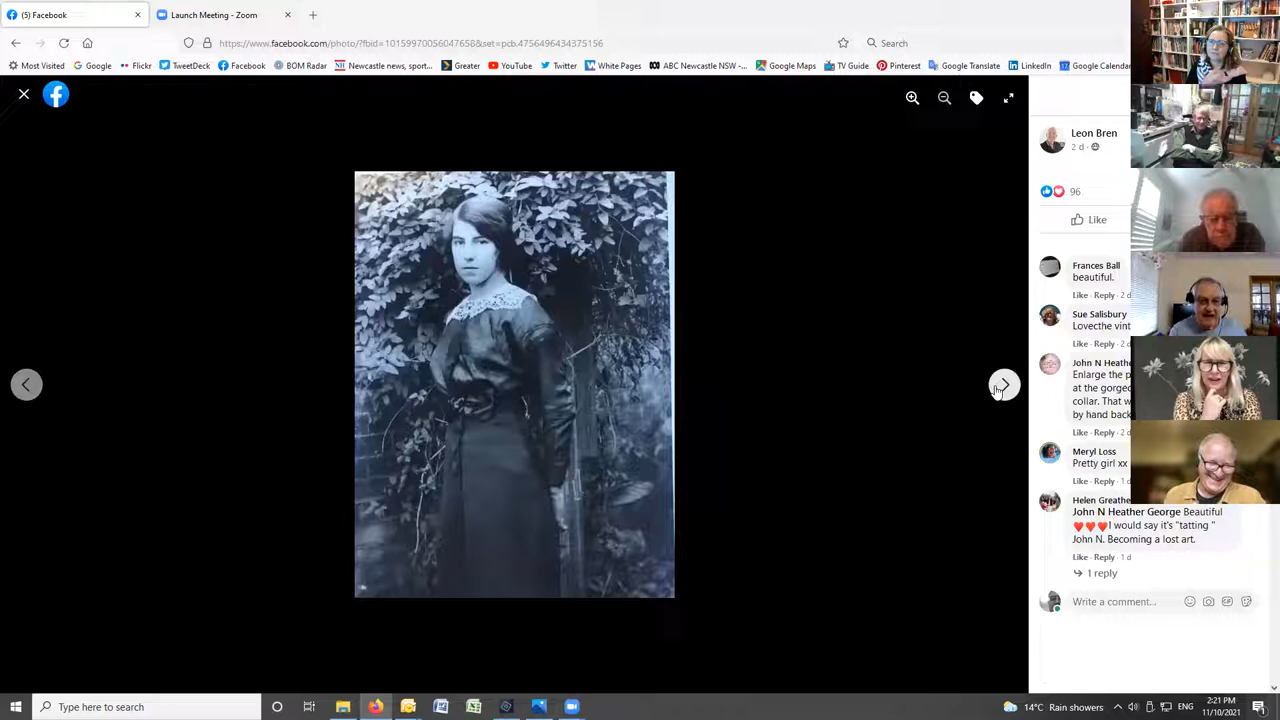 (5) Facebook
Launch Meeting - Zoom
https://www.facebook.com/photo/?fbid=10159970056047658&set=pcb.4756496434375156
Search
Most Visited
Google
Flickr
TweetDeck
Facebook
BOM Radar
Newcastle news, sport...
Greater
YouTube
Twitter
White Pages
ABC Newcastle NSW -...
Google Maps
TV Guide
Pinterest
Google Translate
LinkedIn
Google Calendar
Leon Bren
2 d
96
Like
Frances Ball
beautiful.
Like · Reply · 2 d
Sue Salisbury
Lovecthe vint
Like · Reply · 2 d
John N Heathe
Enlarge the p
at the gorgeo
collar. That w
by hand back
Like · Reply · 2 d
Meryl Loss
Pretty girl xx
Like · Reply · 1 d
Helen Greathe
John N Heather George Beautiful
❤❤❤I would say it's "tatting "
John N. Becoming a lost art.
Like · Reply · 1 d
1 reply
Write a comment...
GIF
Type here to search
14°C Rain showers
ENG
2:21 PM
11/10/2021